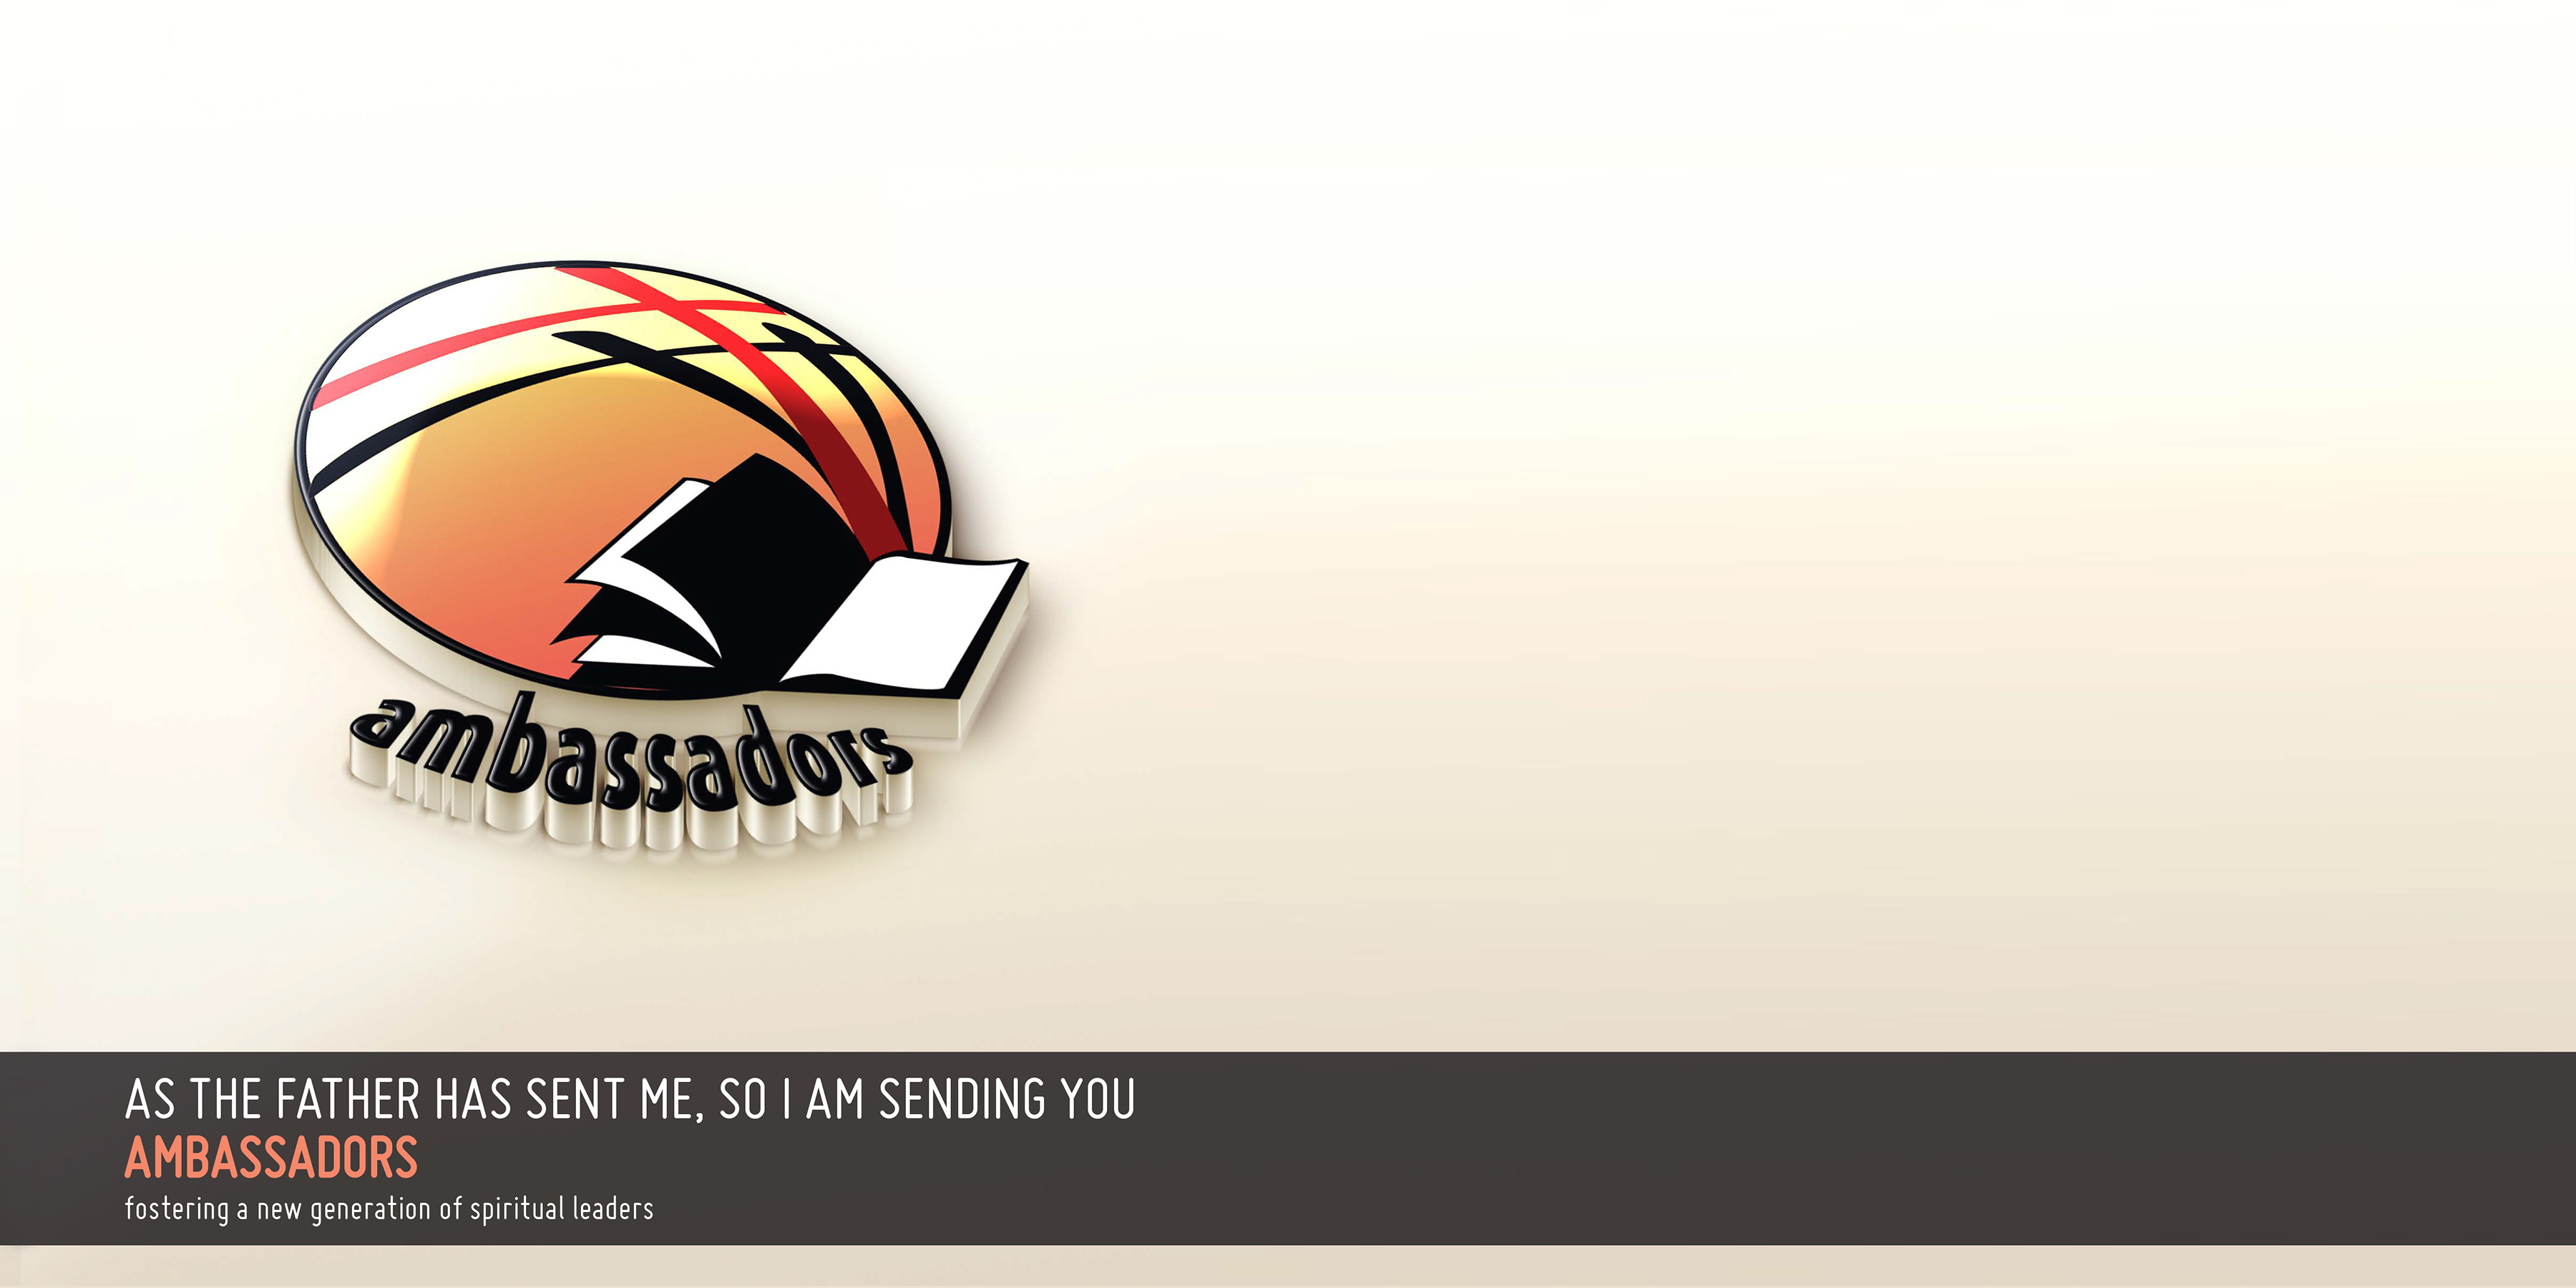 ambassadors
AS THE FATHER HAS SENT ME, SO I AM SENDING YOU
AMBASSADORS
fostering a new generation of spiritual leaders